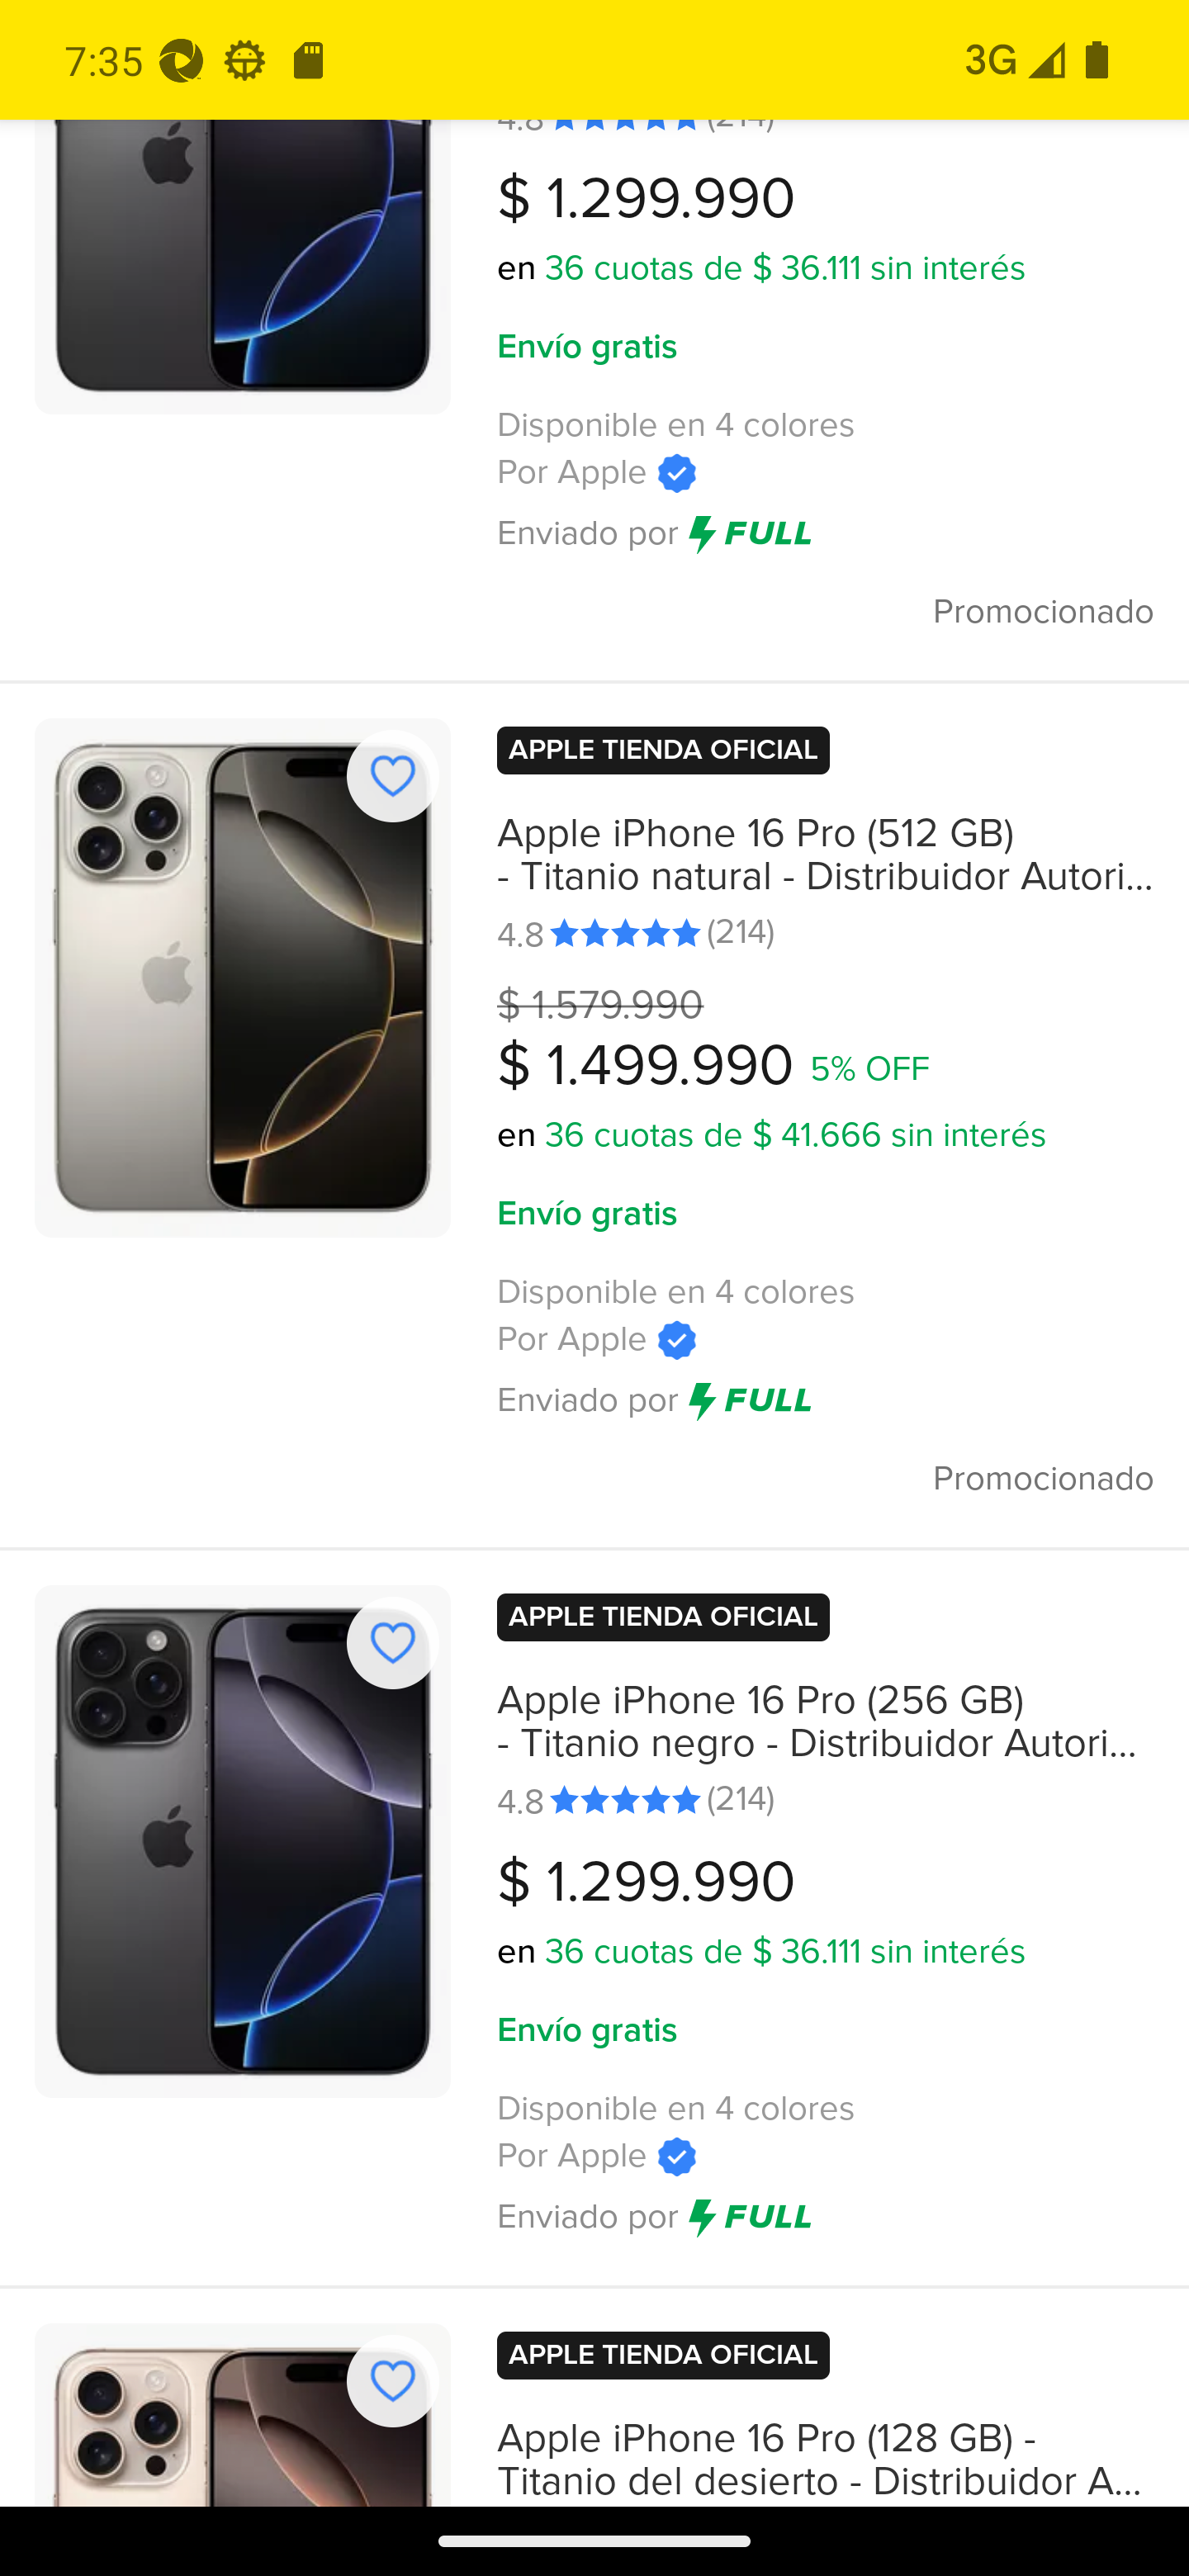 7:35
3G
4.8 (214)
$ 1.299.990
en 36 cuotas de $ 36.111 sin interés
Envío gratis
Disponible en 4 colores
Por Apple
Enviado por FULL
Promocionado
APPLE TIENDA OFICIAL
Apple iPhone 16 Pro (512 GB)
- Titanio natural - Distribuidor Autori...
4.8 (214)
$ 1.579.990
$ 1.499.990 5% OFF
en 36 cuotas de $ 41.666 sin interés
Envío gratis
Disponible en 4 colores
Por Apple
Enviado por FULL
Promocionado
APPLE TIENDA OFICIAL
Apple iPhone 16 Pro (256 GB)
- Titanio negro - Distribuidor Autori...
4.8 (214)
$ 1.299.990
en 36 cuotas de $ 36.111 sin interés
Envío gratis
Disponible en 4 colores
Por Apple
Enviado por FULL
APPLE TIENDA OFICIAL
Apple iPhone 16 Pro (128 GB) -
Titanio del desierto - Distribuidor A...